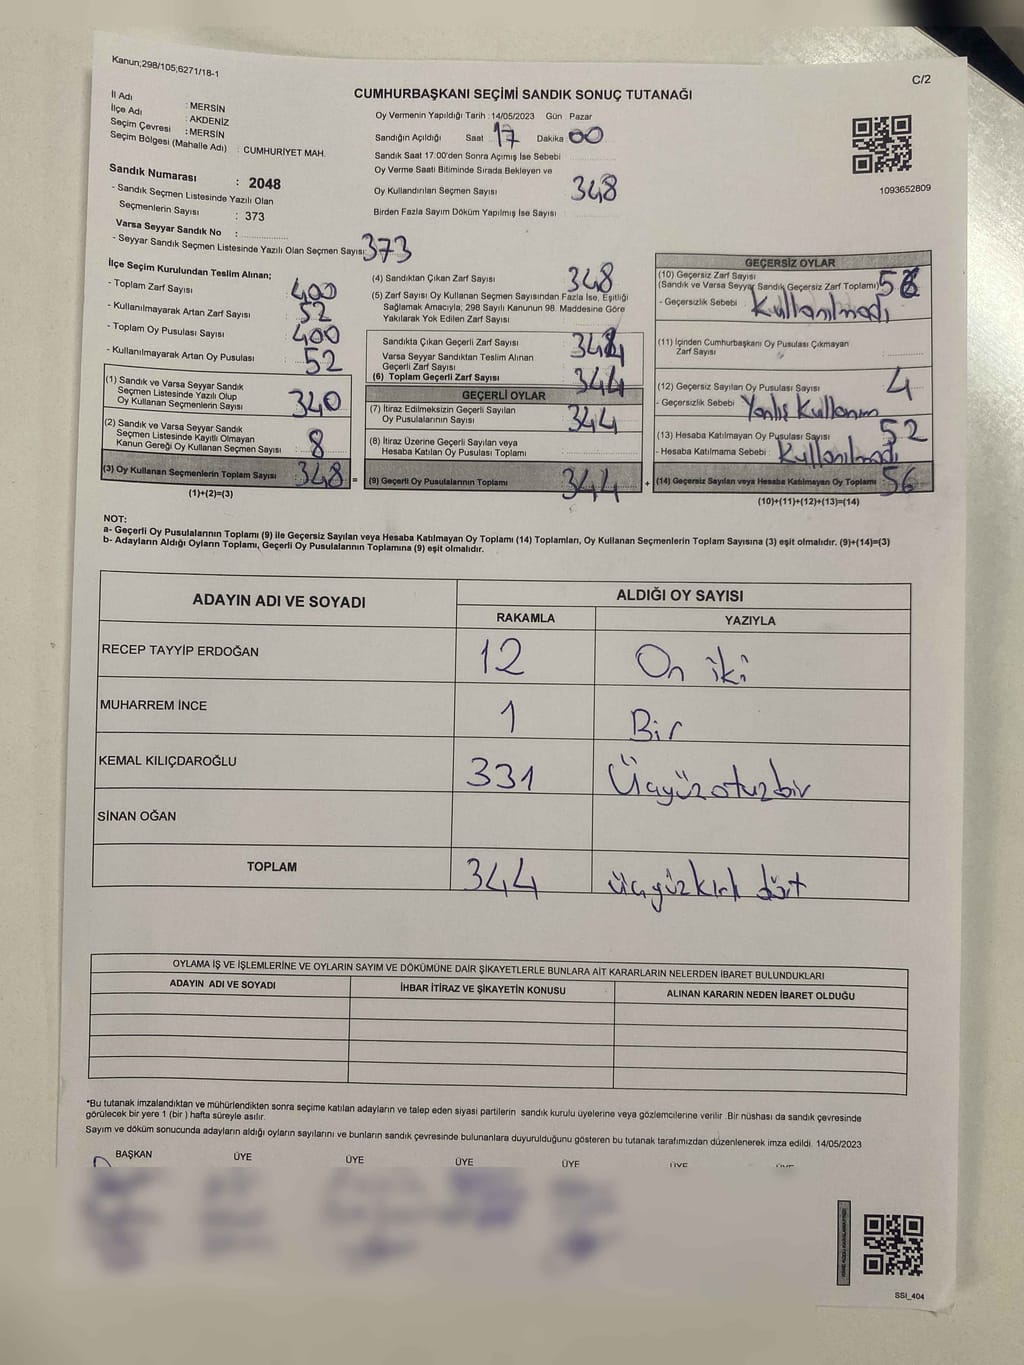 Kanun;298/105;6271/18-1
C/2
CUMHURBAŞKANI SEÇİMİ SANDIK SONUÇ TUTANAĞI
İl Adı : MERSİN
İlçe Adı : AKDENİZ
Seçim Çevresi : MERSİN
Seçim Bölgesi (Mahalle Adı) : CUMHURİYET MAH.
Sandık Numarası : 2048
- Sandık Seçmen Listesinde Yazılı Olan
Seçmenlerin Sayısı : 373
Varsa Seyyar Sandık No :
- Seyyar Sandık Seçmen Listesinde Yazılı Olan Seçmen Sayısı: 373
Oy Vermenin Yapıldığı Tarih : 14/05/2023 Gün Pazar
Sandığın Açıldığı Saat 17 Dakika 00
Sandık Saat 17:00'den Sonra Açımış İse Sebebi
Oy Verme Saati Bitiminde Sırada Bekleyen ve
Oy Kullandırılan Seçmen Sayısı 348
Birden Fazla Sayım Döküm Yapılmış İse Sayısı
1093652809
İlçe Seçim Kurulundan Teslim Alınan;
- Toplam Zarf Sayısı 400
- Kullanılmayarak Artan Zarf Sayısı 52
- Toplam Oy Pusulası Sayısı 400
- Kullanılmayarak Artan Oy Pusulası 52
(1) Sandık ve Varsa Seyyar Sandık
Seçmen Listesinde Yazılı Olup
Oy Kullanan Seçmenlerin Sayısı 340
(2) Sandık ve Varsa Seyyar Sandık
Seçmen Listesinde Kayıtlı Olmayan
Kanun Gereği Oy Kullanan Seçmen Sayısı 8
(3) Oy Kullanan Seçmenlerin Toplam Sayısı 348 =
(1)+(2)=(3)
(4) Sandıktan Çıkan Zarf Sayısı 348
(5) Zarf Sayısı Oy Kullanan Seçmen Sayısından Fazla İse, Eşitliği
Sağlamak Amacıyla, 298 Sayılı Kanunun 98. Maddesine Göre
Yakılarak Yok Edilen Zarf Sayısı
Sandıkta Çıkan Geçerli Zarf Sayısı 344
Varsa Seyyar Sandıktan Teslim Alınan
Geçerli Zarf Sayısı
(6) Toplam Geçerli Zarf Sayısı 344
GEÇERLİ OYLAR
(7) İtiraz Edilmeksizin Geçerli Sayılan
Oy Pusulalarının Sayısı 344
(8) İtiraz Üzerine Geçerli Sayılan veya
Hesaba Katılan Oy Pusulası Toplamı
(9) Geçerli Oy Pusulalarının Toplamı 344 +
GEÇERSİZ OYLAR
(10) Geçersiz Zarf Sayısı
(Sandık ve Varsa Seyyar Sandık Geçersiz Zarf Toplamı)
- Geçersizlik Sebebi Kullanılmadı
(11) İçinden Cumhurbaşkanı Oy Pusulası Çıkmayan
Zarf Sayısı
(12) Geçersiz Sayılan Oy Pusulası Sayısı 4
- Geçersizlik Sebebi Yanlış Kullanım
(13) Hesaba Katılmayan Oy Pusulası Sayısı 52
- Hesaba Katılmama Sebebi Kullanılmadı
(14) Geçersiz Sayılan veya Hesaba Katılmayan Oy Toplamı 56
(10)+(11)+(12)+(13)=(14)
NOT:
a- Geçerli Oy Pusulalarının Toplamı (9) ile Geçersiz Sayılan veya Hesaba Katılmayan Oy Toplamı (14) Toplamları, Oy Kullanan Seçmenlerin Toplam Sayısına (3) eşit olmalıdır. (9)+(14)=(3)
b- Adayların Aldığı Oyların Toplamı, Geçerli Oy Pusulalarının Toplamına (9) eşit olmalıdır.
ADAYIN ADI VE SOYADI
ALDIĞI OY SAYISI
RAKAMLA YAZIYLA
RECEP TAYYİP ERDOĞAN 12 On iki
MUHARREM İNCE 1 Bir
KEMAL KILIÇDAROĞLU 331 Üçyüzotuzbir
SİNAN OĞAN
TOPLAM 344 üçyüzkırk dört
OYLAMA İŞ VE İŞLEMLERİNE VE OYLARIN SAYIM VE DÖKÜMÜNE DAİR ŞİKAYETLERLE BUNLARA AİT KARARLARIN NELERDEN İBARET BULUNDUKLARI
ADAYIN ADI VE SOYADI İHBAR İTİRAZ VE ŞİKAYETİN KONUSU ALINAN KARARIN NEDEN İBARET OLDUĞU
*Bu tutanak imzalandıktan ve mühürlendikten sonra seçime katılan adayların ve talep eden siyasi partilerin sandık kurulu üyelerine veya gözlemcilerine verilir. Bir nüshası da sandık çevresinde
görülecek bir yere 1 (bir) hafta süreyle asılır.
Sayım ve döküm sonucunda adayların aldığı oyların sayılarını ve bunların sandık çevresinde bulunanlara duyurulduğunu gösteren bu tutanak tarafımızdan düzenlenerek imza edildi. 14/05/2023
BAŞKAN ÜYE ÜYE ÜYE ÜYE ÜYE ÜYE
SSI_404